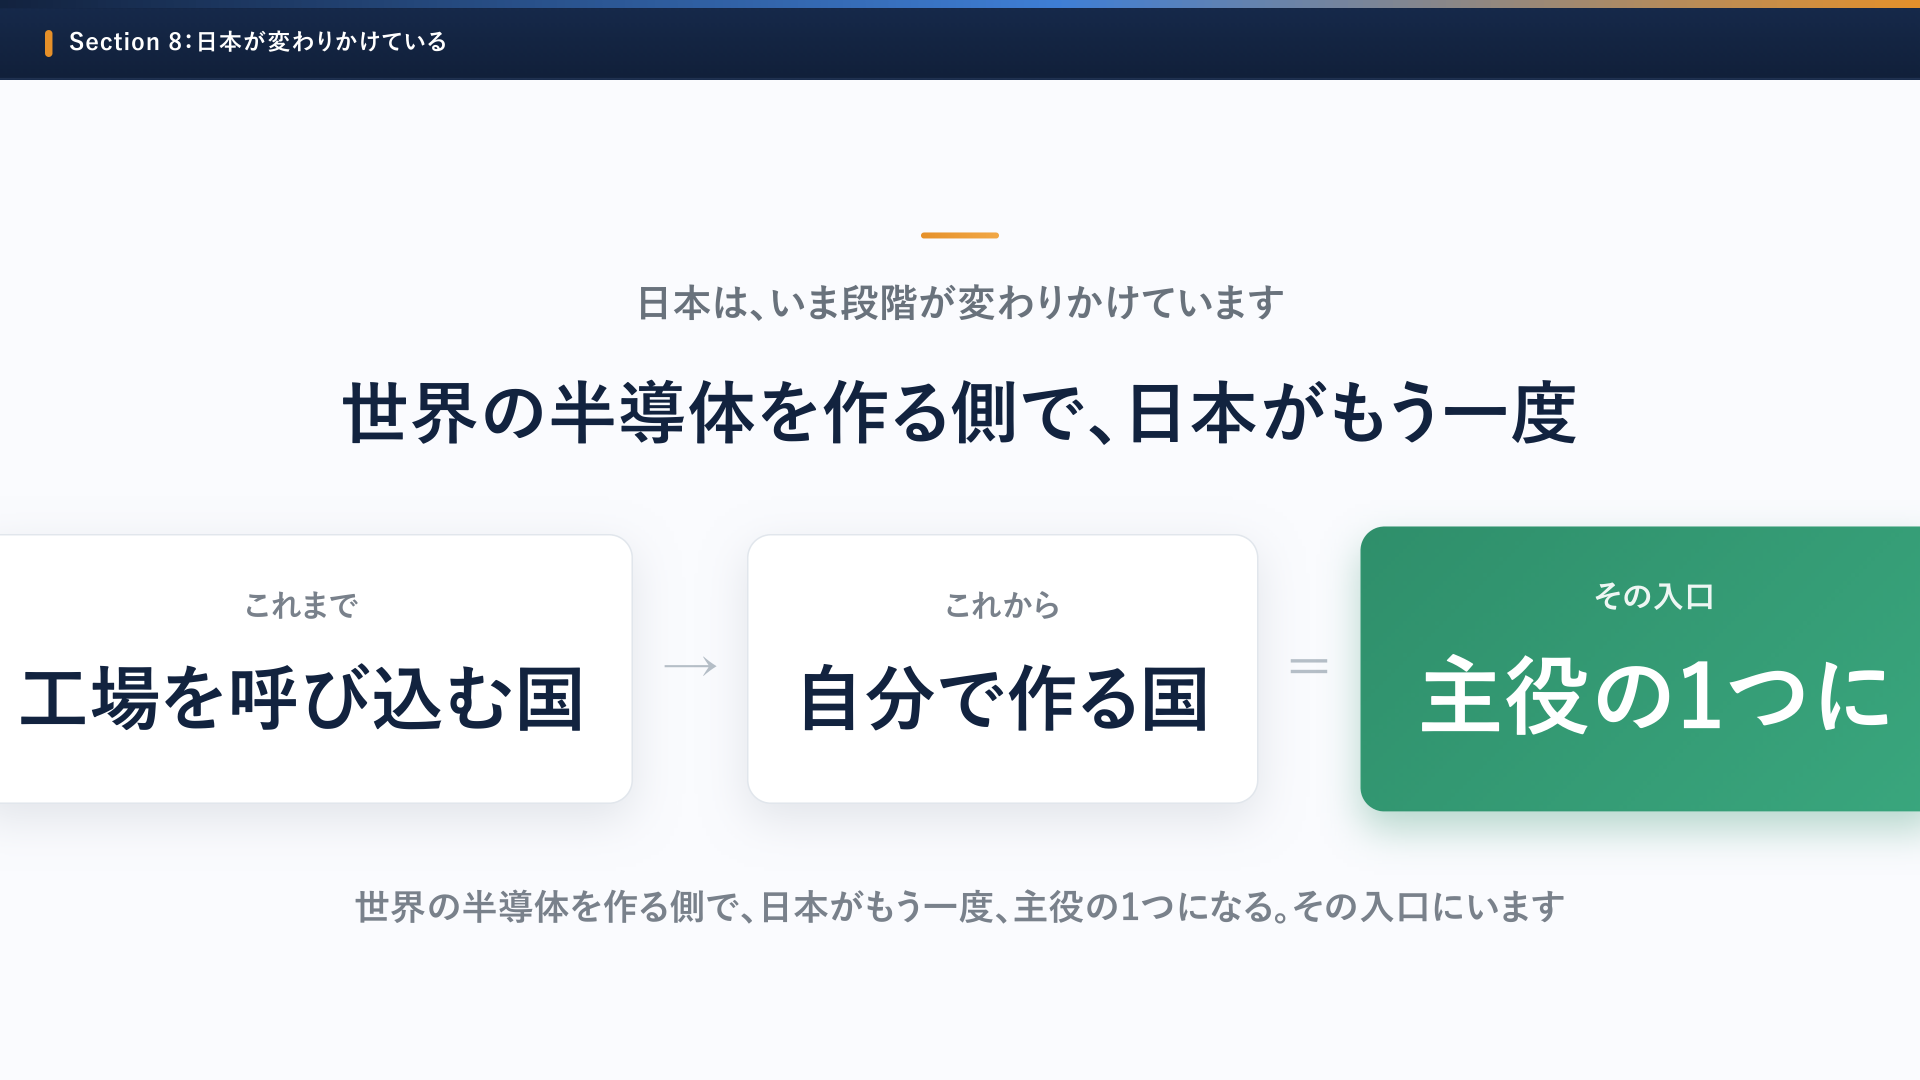 Section 8：日本が変わりかけている
日本は、いま段階が変わりかけています
世界の半導体を作る側で、日本がもう一度
これまで
工場を呼び込む国
→
これから
自分で作る国
＝
その入口
主役の1つに
世界の半導体を作る側で、日本がもう一度、主役の1つになる。その入口にいます